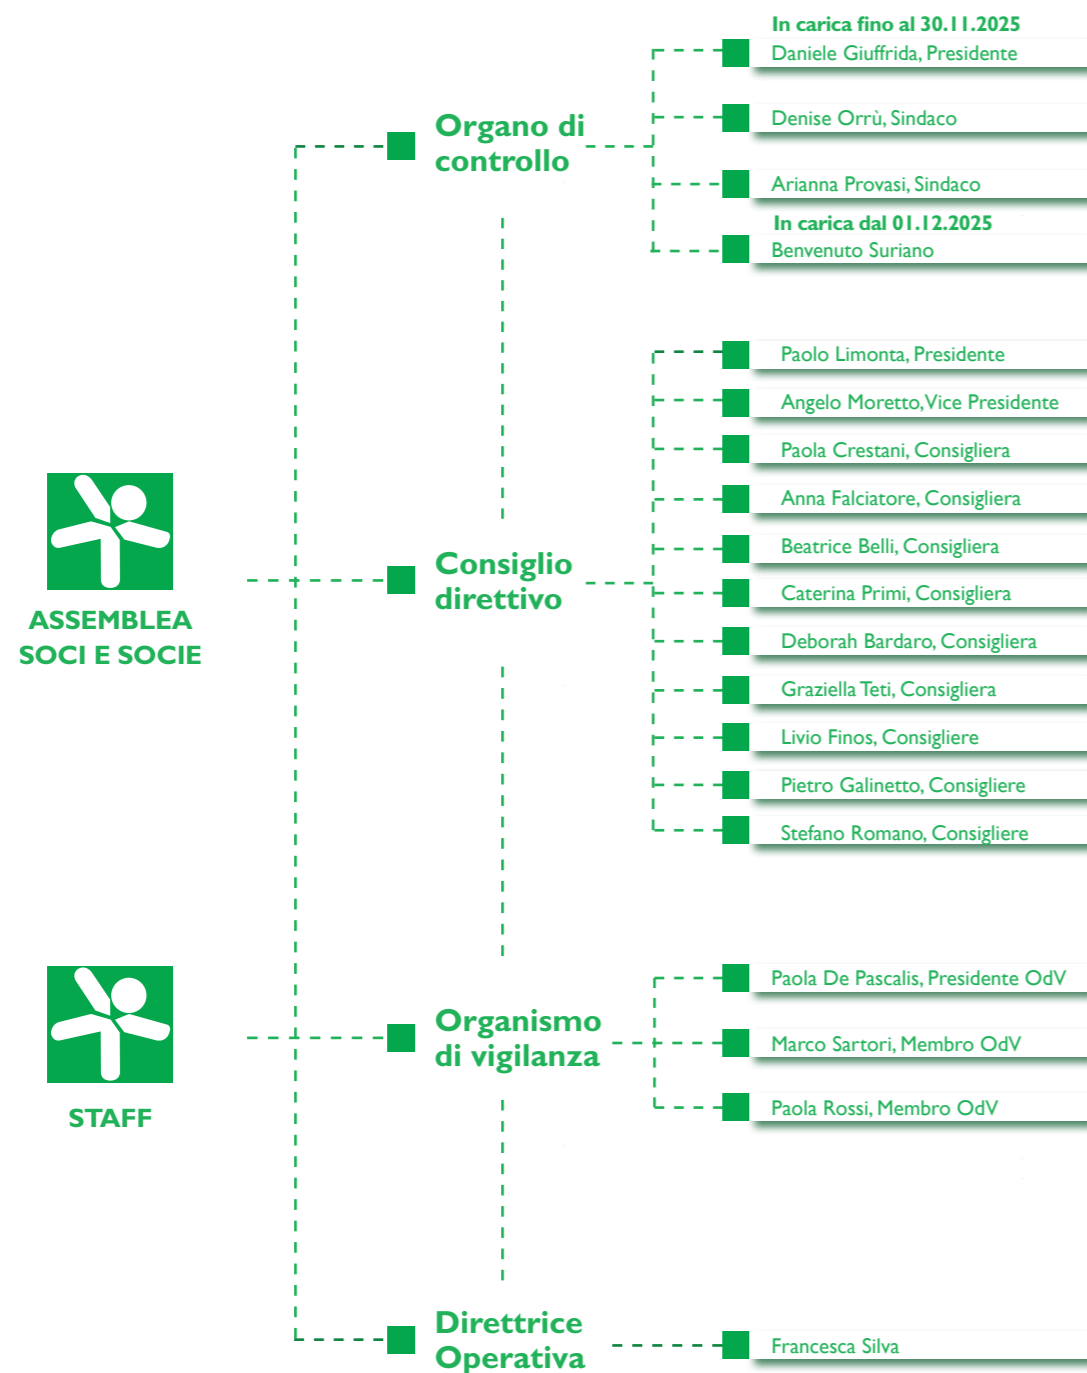 In carica fino al 30.11.2025
Daniele Giuffrida, Presidente
Organo di
controllo
Denise Orrù, Sindaco
Arianna Provasi, Sindaco
In carica dal 01.12.2025
Benvenuto Suriano
Paolo Limonta, Presidente
Angelo Moretto, Vice Presidente
Paola Crestani, Consigliera
Anna Falciatore, Consigliera
Beatrice Belli, Consigliera
Consiglio
direttivo
Caterina Primi, Consigliera
ASSEMBLEA
SOCI E SOCIE
Deborah Bardaro, Consigliera
Graziella Teti, Consigliera
Livio Finos, Consigliere
Pietro Galinetto, Consigliere
Stefano Romano, Consigliere
Paola De Pascalis, Presidente OdV
Organismo
di vigilanza
Marco Sartori, Membro OdV
STAFF
Paola Rossi, Membro OdV
Direttrice
Operativa
Francesca Silva